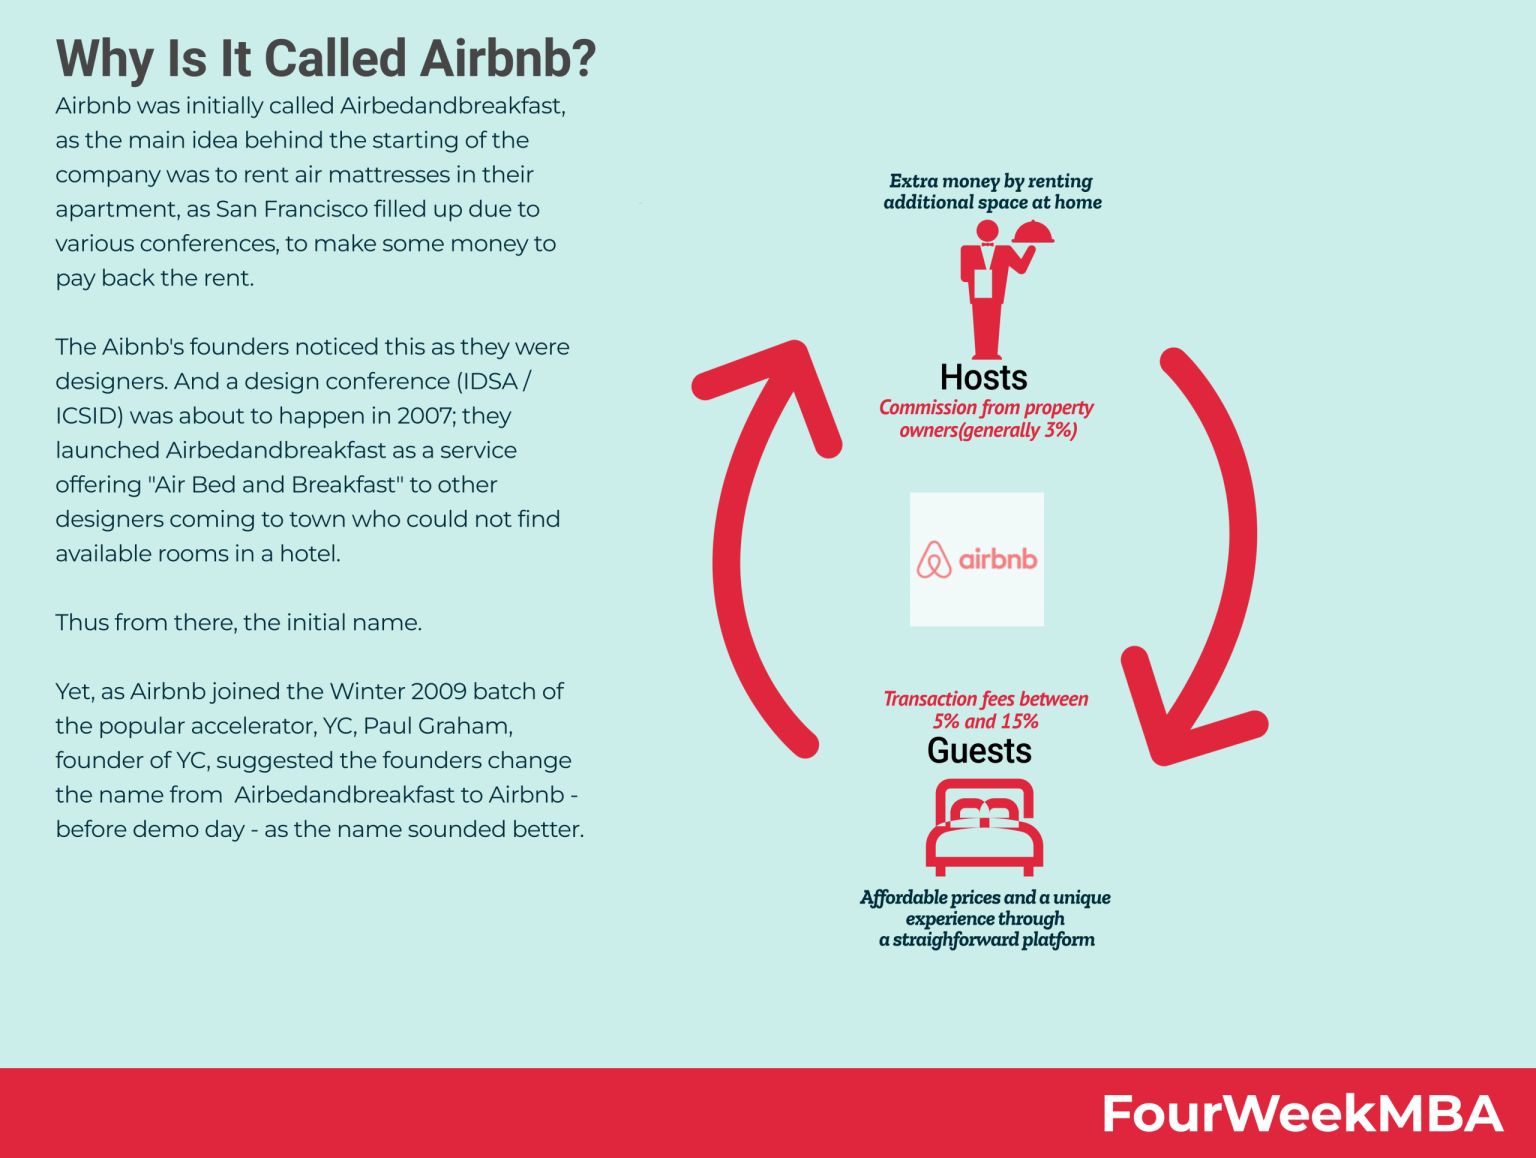 Why Is It Called Airbnb?
Airbnb was initially called Airbedandbreakfast,
as the main idea behind the starting of the
company was to rent air mattresses in their
apartment, as San Francisco filled up due to
various conferences, to make some money to
pay back the rent.
The Aibnb's founders noticed this as they were
designers. And a design conference (IDSA /
ICSID) was about to happen in 2007; they
launched Airbedandbreakfast as a service
offering "Air Bed and Breakfast" to other
designers coming to town who could not find
available rooms in a hotel.
Thus from there, the initial name.
Yet, as Airbnb joined the Winter 2009 batch of
the popular accelerator, YC, Paul Graham,
founder of YC, suggested the founders change
the name from  Airbedandbreakfast to Airbnb -
before demo day - as the name sounded better.
Extra money by renting
additional space at home
Hosts
Commission from property
owners(generally 3%)
airbnb
Transaction fees between
5% and 15%
Guests
Affordable prices and a unique
experience through
a straighforward platform
FourWeekMBA